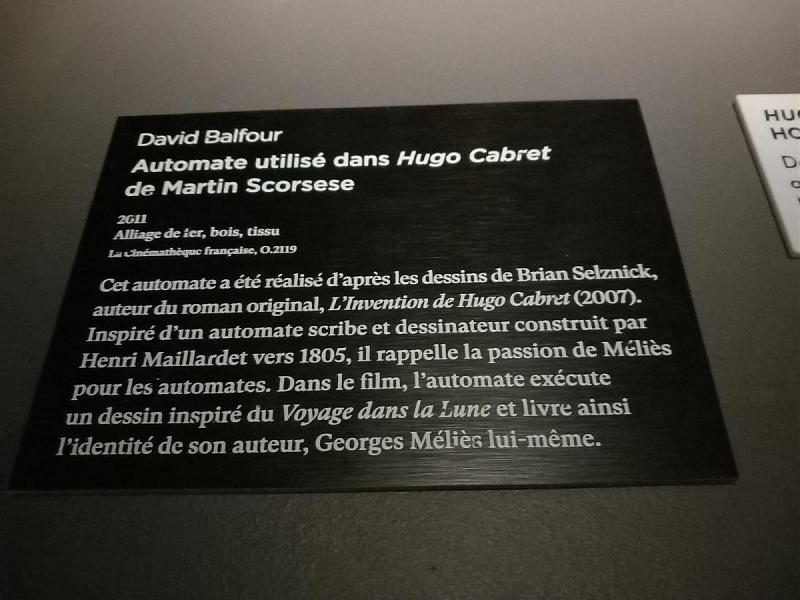 David Balfour
Automate utilisé dans Hugo Cabret
de Martin Scorsese
2011
Alliage de fer, bois, tissu
La Cinémathèque française, O.2119
Cet automate a été réalisé d'après les dessins de Brian Selznick,
auteur du roman original, L'Invention de Hugo Cabret (2007).
Inspiré d'un automate scribe et dessinateur construit par
Henri Maillardet vers 1805, il rappelle la passion de Méliès
pour les automates. Dans le film, l'automate exécute
un dessin inspiré du Voyage dans la Lune et livre ainsi
l'identité de son auteur, Georges Méliès lui-même.